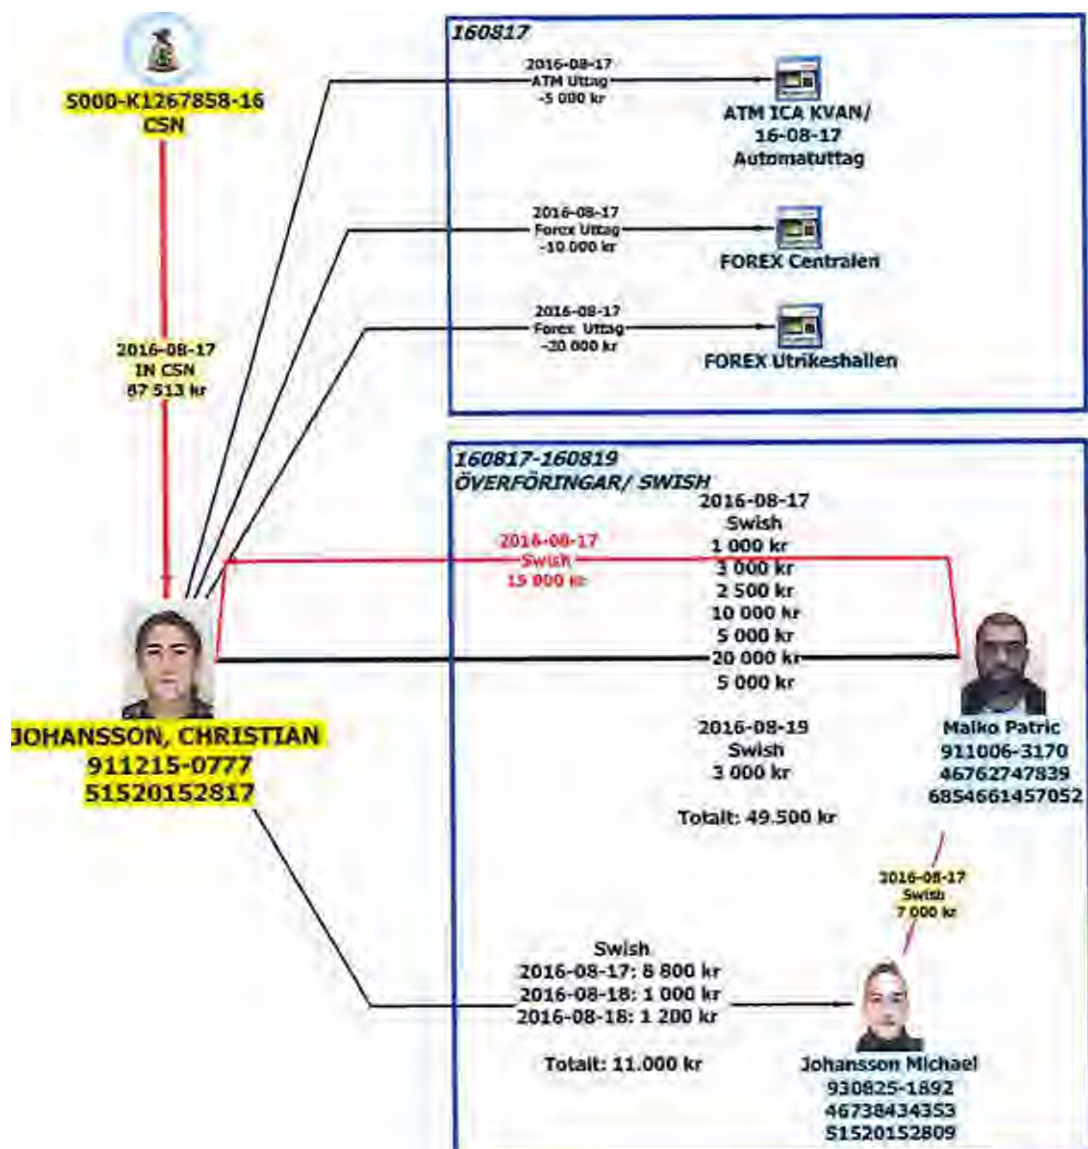 5000-K1267858-16
CSN
2016-08-17
IN CSN
87 513 kr
JOHANSSON, CHRISTIAN
911215-0777
51520152817
160817
2016-08-17
ATM Uttag
-5 000 kr
ATM ICA KVAN/
16-08-17
Automatuttag
2016-08-17
Forex Uttag
-10 000 kr
FOREX Centralen
2016-08-17
Forex Uttag
-20 000 kr
FOREX Utrikeshallen
160817-160819
ÖVERFÖRINGAR/ SWISH
2016-08-17
Swish
2016-08-17
Swish
1 000 kr
3 000 kr
2 500 kr
10 000 kr
5 000 kr
20 000 kr
5 000 kr
2016-08-19
Swish
3 000 kr
Totalt: 49.500 kr
Malko Patric
911006-3170
46762747839
6854661457052
2016-08-17
Swish
7 000 kr
Swish
2016-08-17: 8 800 kr
2016-08-18: 1 000 kr
2016-08-18: 1 200 kr
Totalt: 11.000 kr
Johansson Michael
930825-1892
46738434353
51520152809